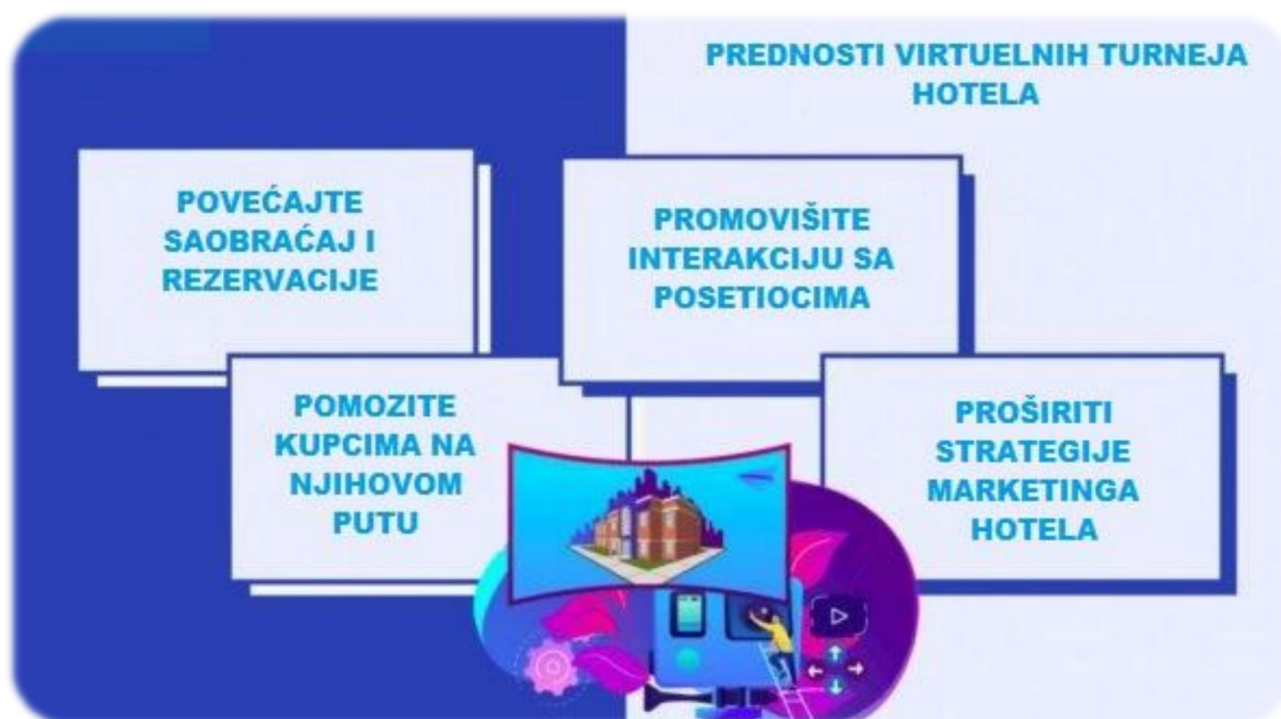 PREDNOSTI VIRTUELNIH TURNEJA
HOTELA
POVEĆAJTE
SAOBRAĆAJ I
REZERVACIJE
PROMOVIŠITE
INTERAKCIJU SA
POSETIOCIMA
POMOZITE
KUPCIMA NA
NJIHOVOM
PUTU
PROŠIRITI
STRATEGIJE
MARKETINGA
HOTELA